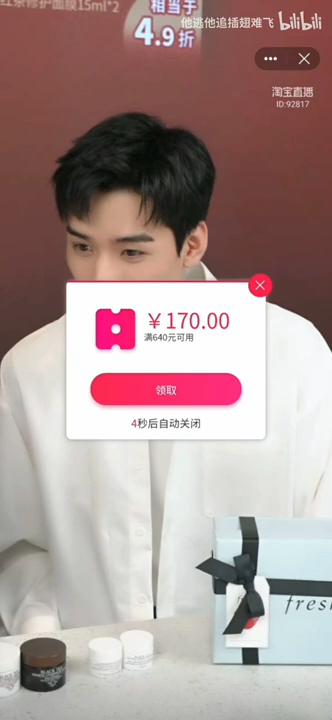 红茶修护面膜15ml*2
相当于
4.9折
他逃他追插翅难飞 bilibili
淘宝直播
ID:92817
￥170.00
满640元可用
领取
4秒后自动关闭
fresh